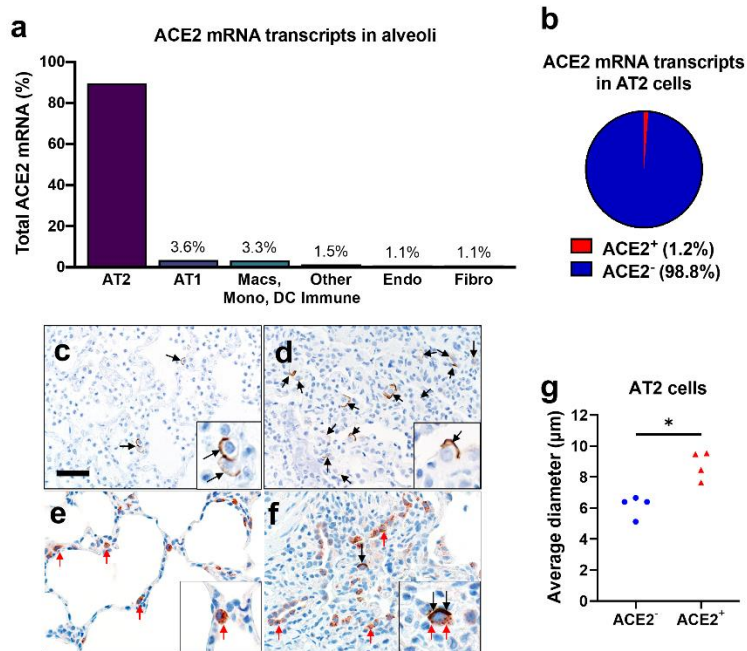 a
ACE2 mRNA transcripts in alveoli
Total ACE2 mRNA (%)
100
80
60
40
20
0
3.6%
3.3%
1.5%
1.1%
1.1%
AT2
AT1
Macs,
Mono, DC
Other
Immune
Endo
Fibro
b
ACE2 mRNA transcripts
in AT2 cells
ACE2⁺ (1.2%)
ACE2⁻ (98.8%)
c
d
e
f
g
AT2 cells
*
Average diameter (µm)
12
10
8
6
4
2
0
ACE2⁻
ACE2⁺